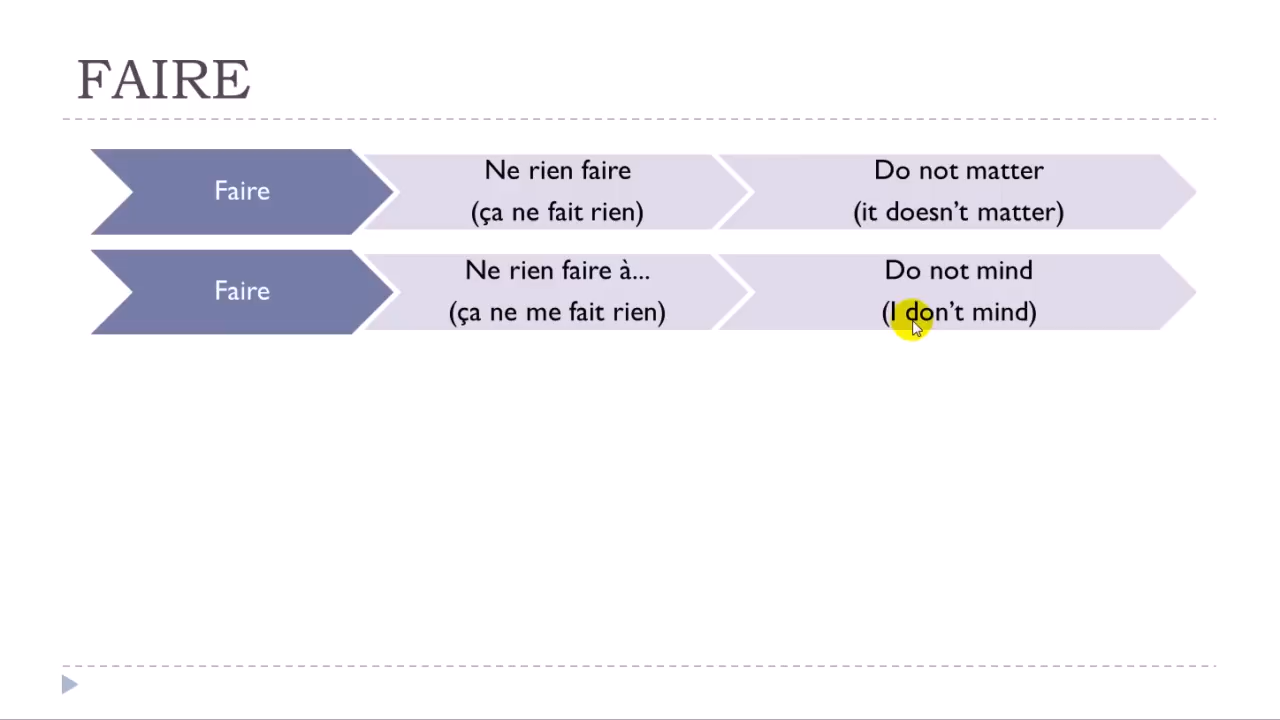 FAIRE
Faire
Ne rien faire
(ça ne fait rien)
Do not matter
(it doesn’t matter)
Faire
Ne rien faire à...
(ça ne me fait rien)
Do not mind
(I don’t mind)